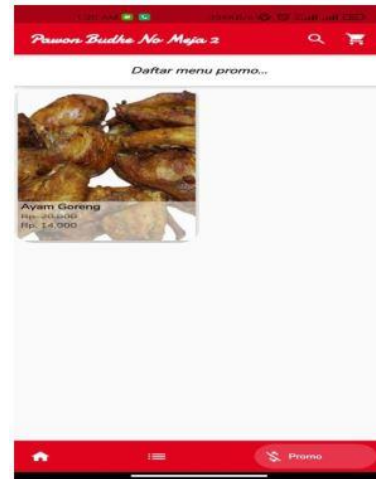 Pawon Budhe No Meja 2
Daftar menu promo...
Ayam Goreng
Rp. 20.000
Rp. 14.000
Promo